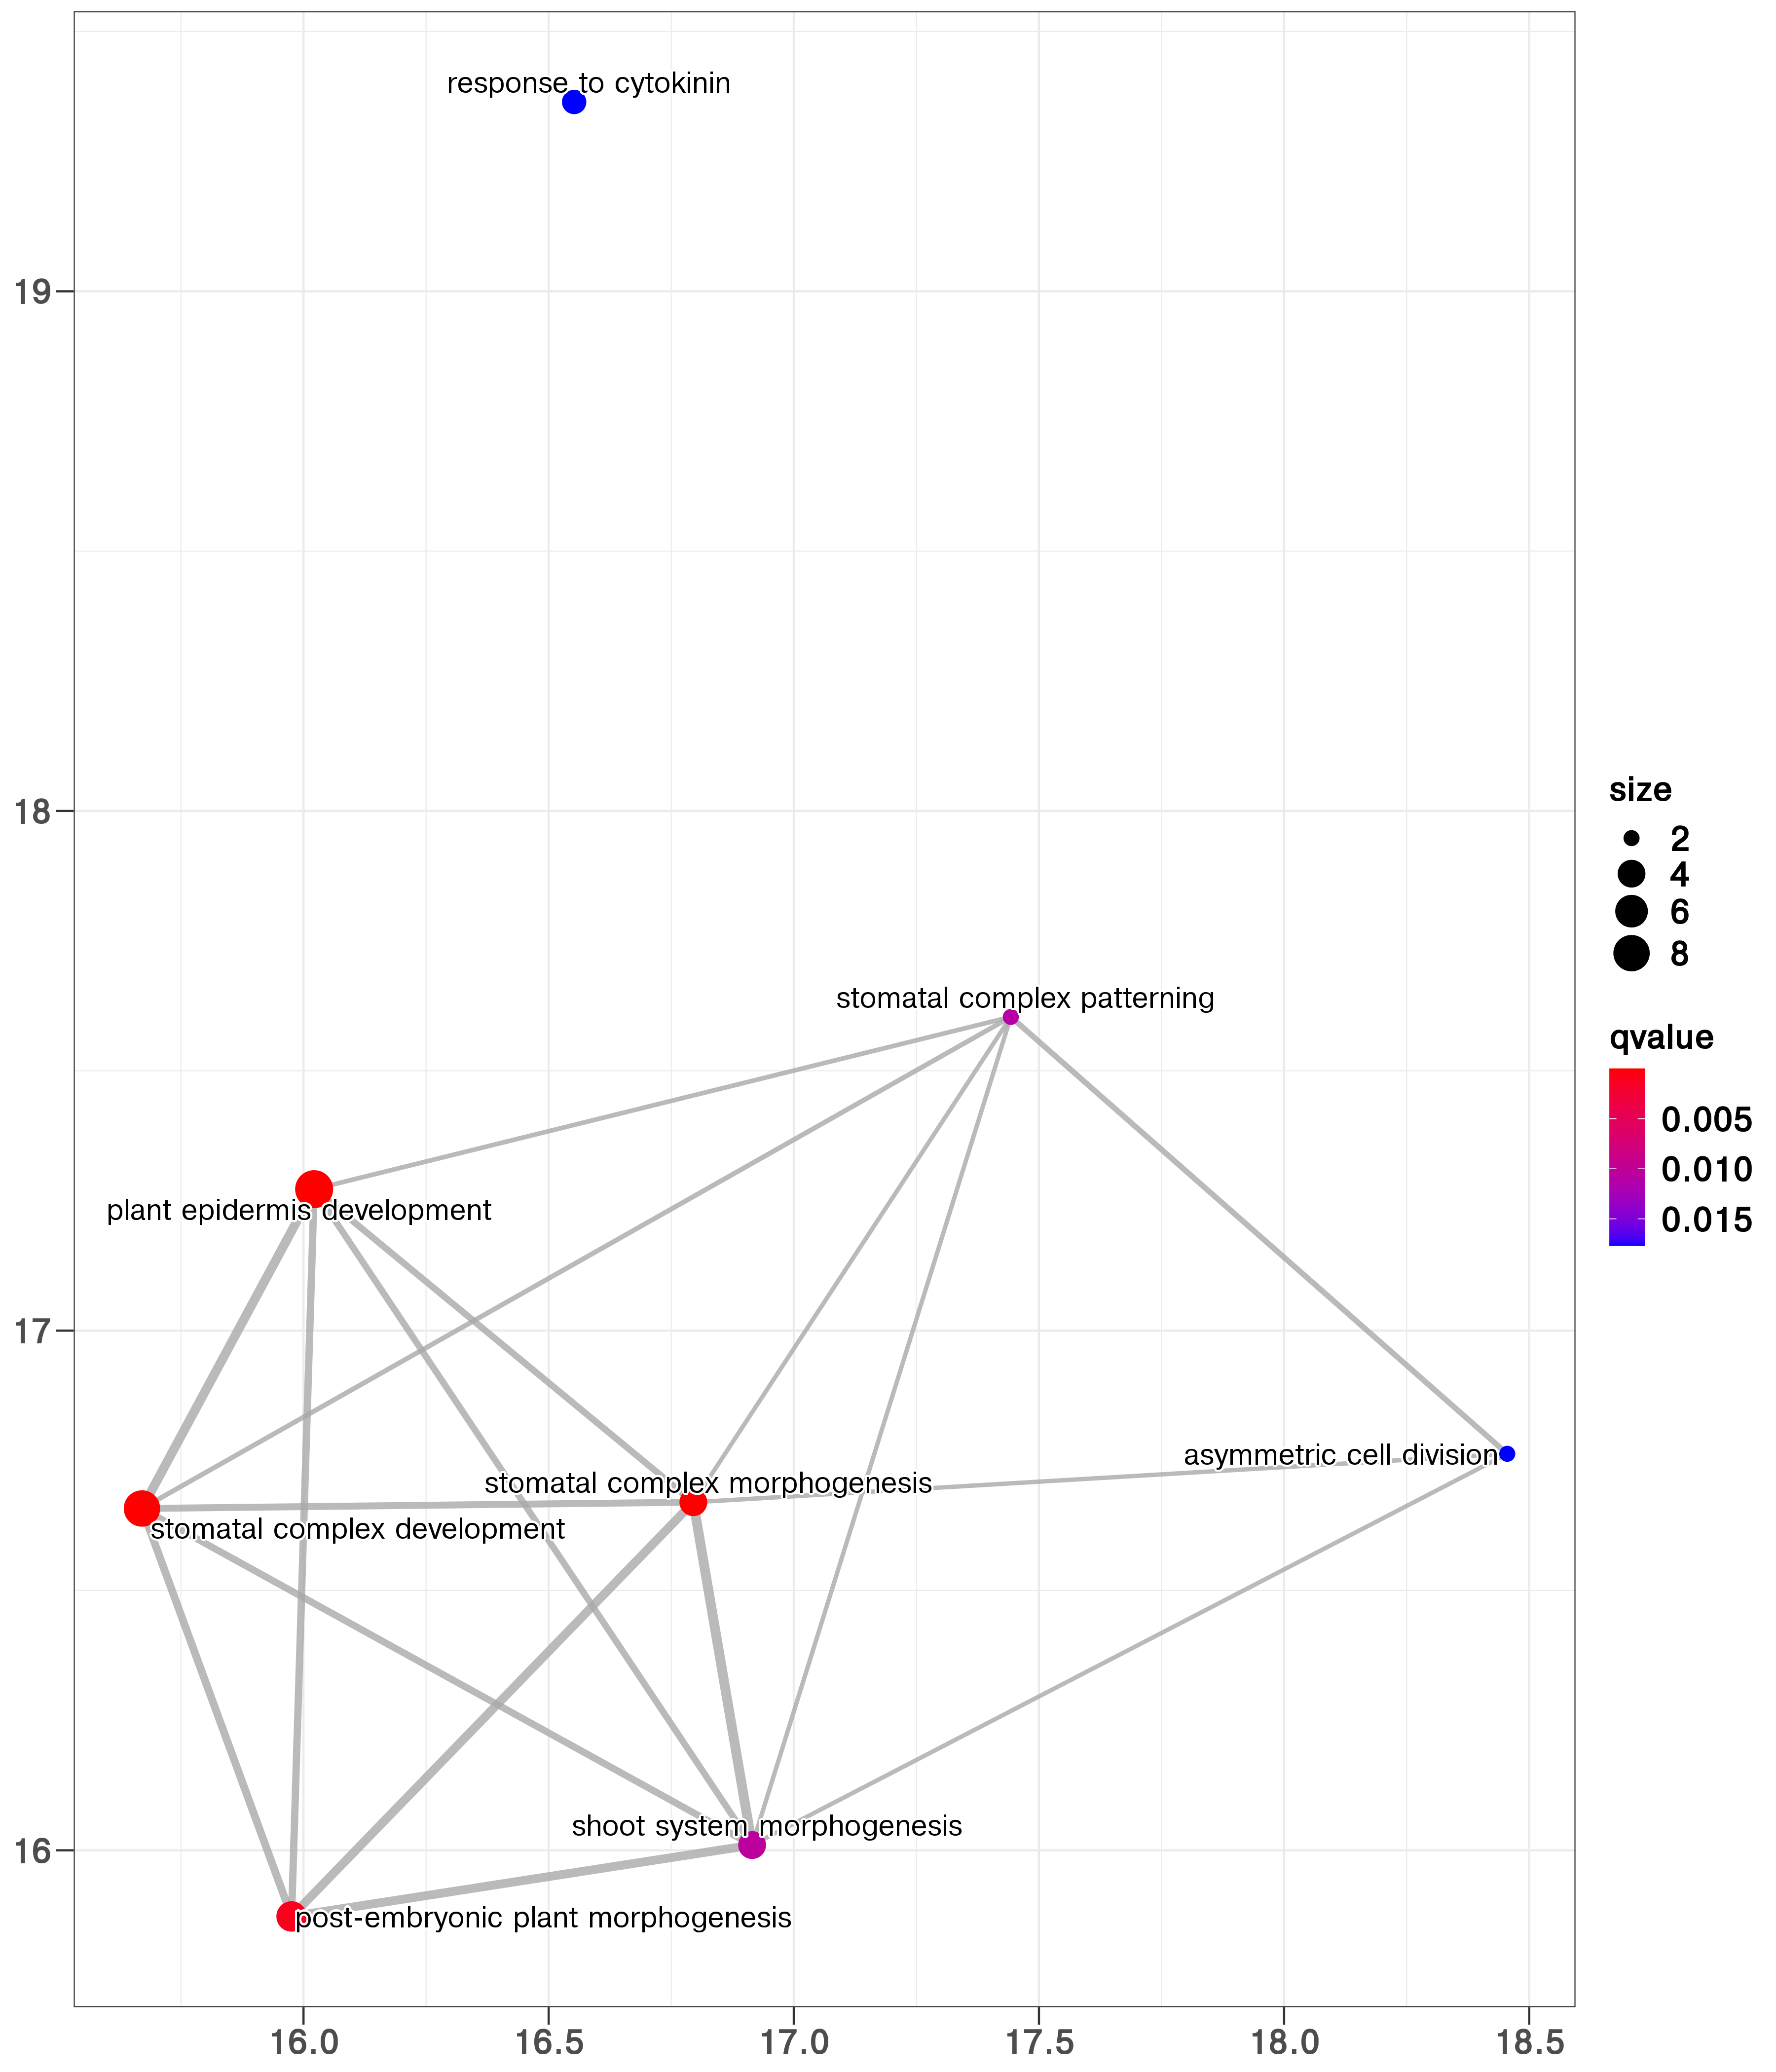 response to cytokinin
19
18
size
2
4
6
8
stomatal complex patterning
qvalue
0.005
0.010
0.015
plant epidermis development
17
asymmetric cell division
stomatal complex morphogenesis
stomatal complex development
shoot system morphogenesis
16
post-embryonic plant morphogenesis
16.0 16.5 17.0 17.5 18.0 18.5